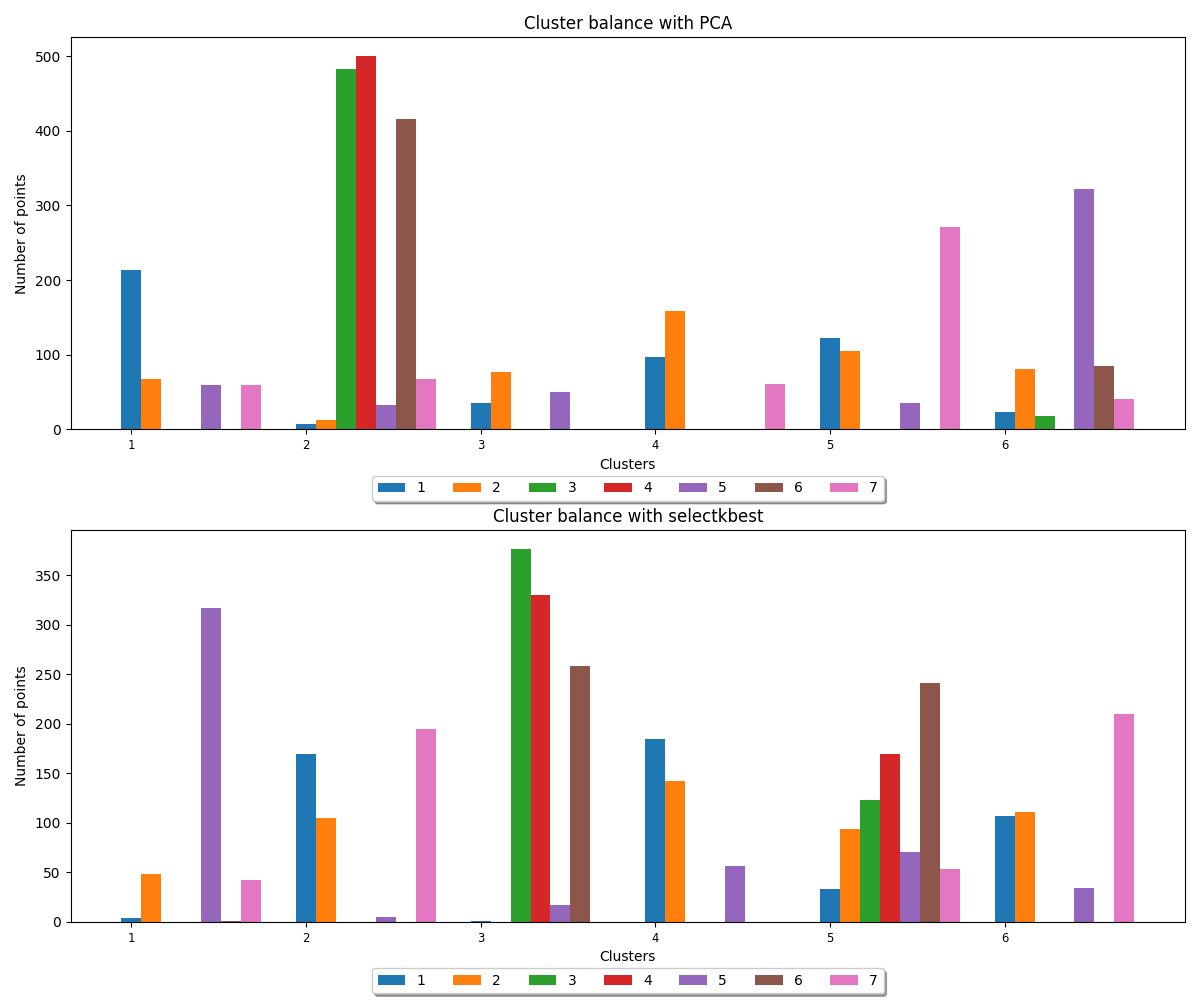 Cluster balance with PCA
500
400
300
200
100
0
Number of points
1 2 3 4 5 6
Clusters
1 2 3 4 5 6 7
Cluster balance with selectkbest
350
300
250
200
150
100
50
0
Number of points
1 2 3 4 5 6
Clusters
1 2 3 4 5 6 7